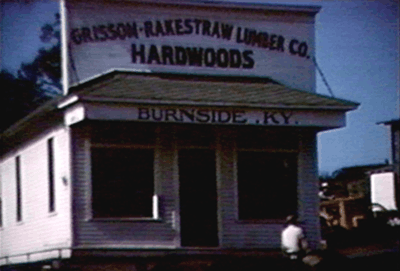 GRISSOM-RAKESTRAW LUMBER CO.
HARDWOODS
BURNSIDE, KY.